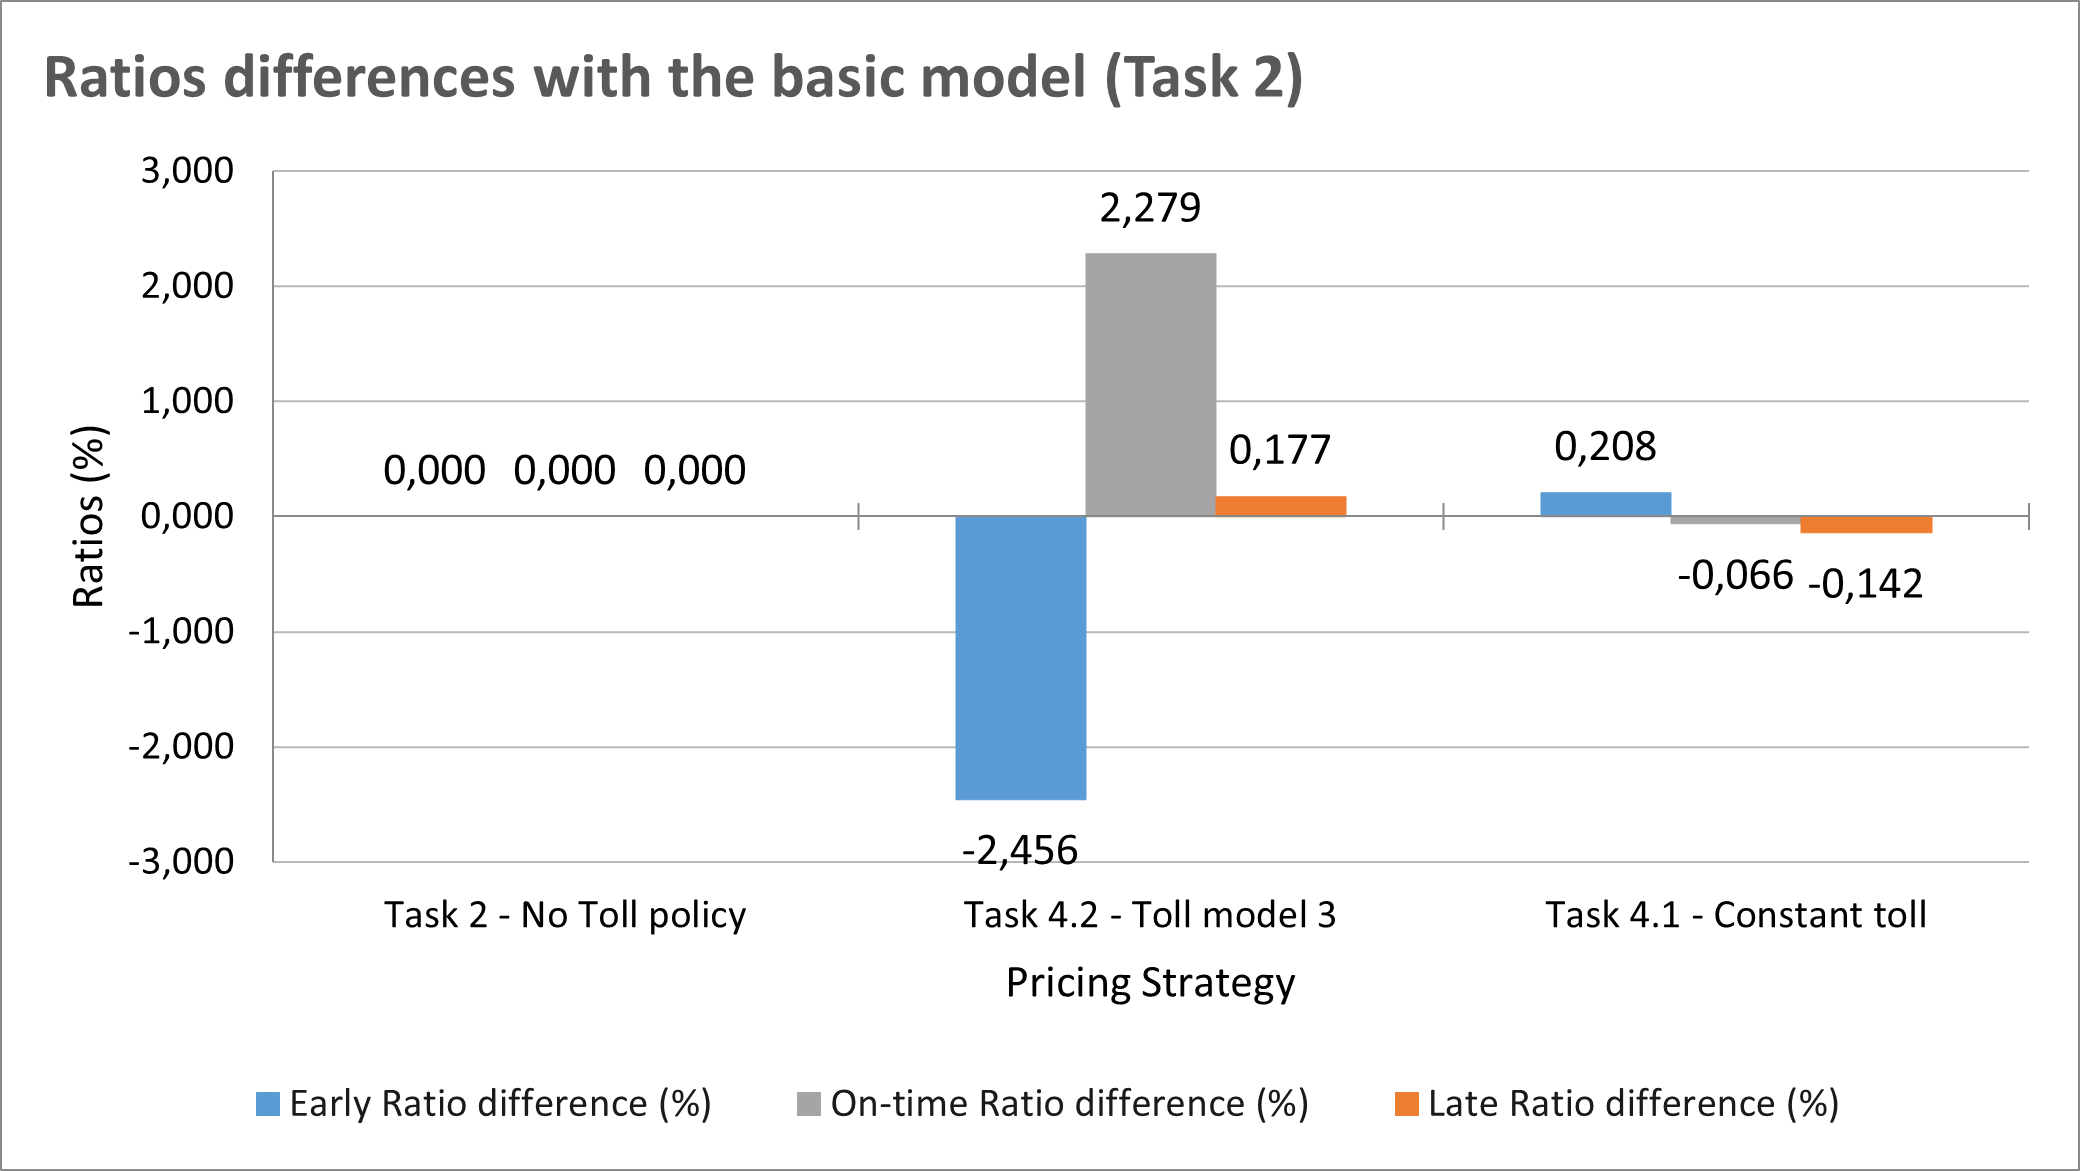 Ratios differences with the basic model (Task 2)
3,000
2,000
1,000
0,000
-1,000
-2,000
-3,000
Ratios (%)
0,000 0,000 0,000
-2,456
2,279
0,177
0,208
-0,066
-0,142
Task 2 - No Toll policy
Task 4.2 - Toll model 3
Task 4.1 - Constant toll
Pricing Strategy
Early Ratio difference (%)
On-time Ratio difference (%)
Late Ratio difference (%)